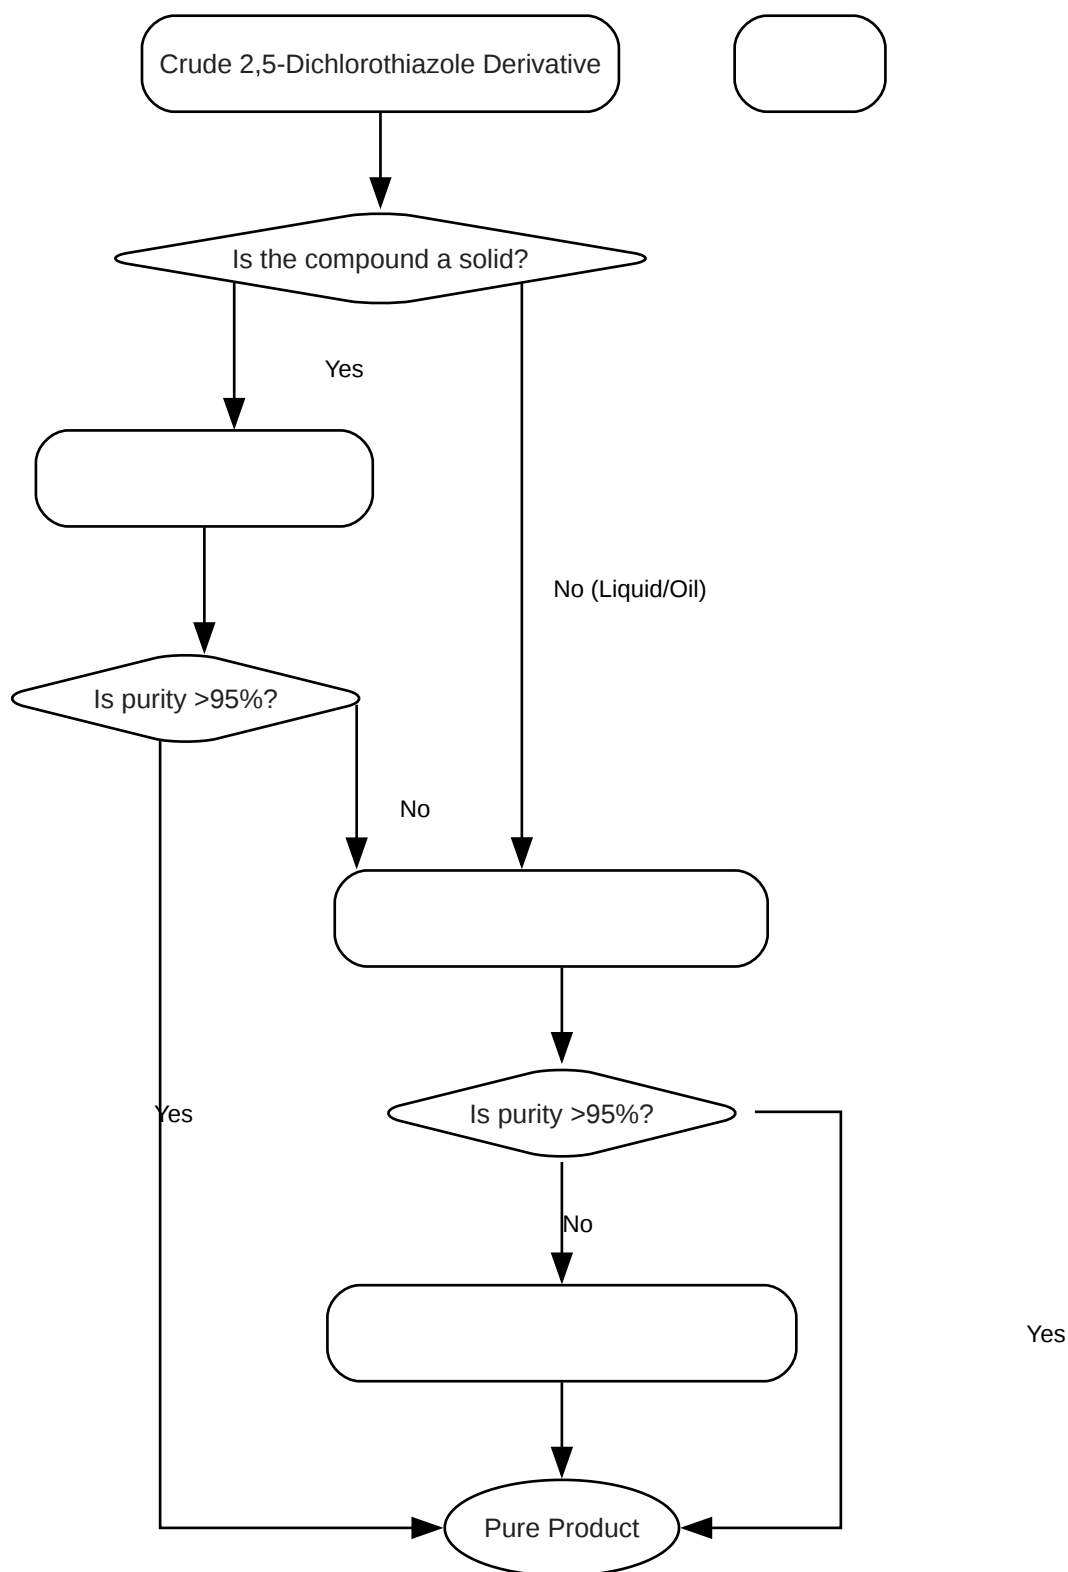 Crude 2,5-Dichlorothiazole Derivative
Is the compound a solid?
Yes
No (Liquid/Oil)
Is purity >95%?
No
Yes
Is purity >95%?
No
Yes
Pure Product